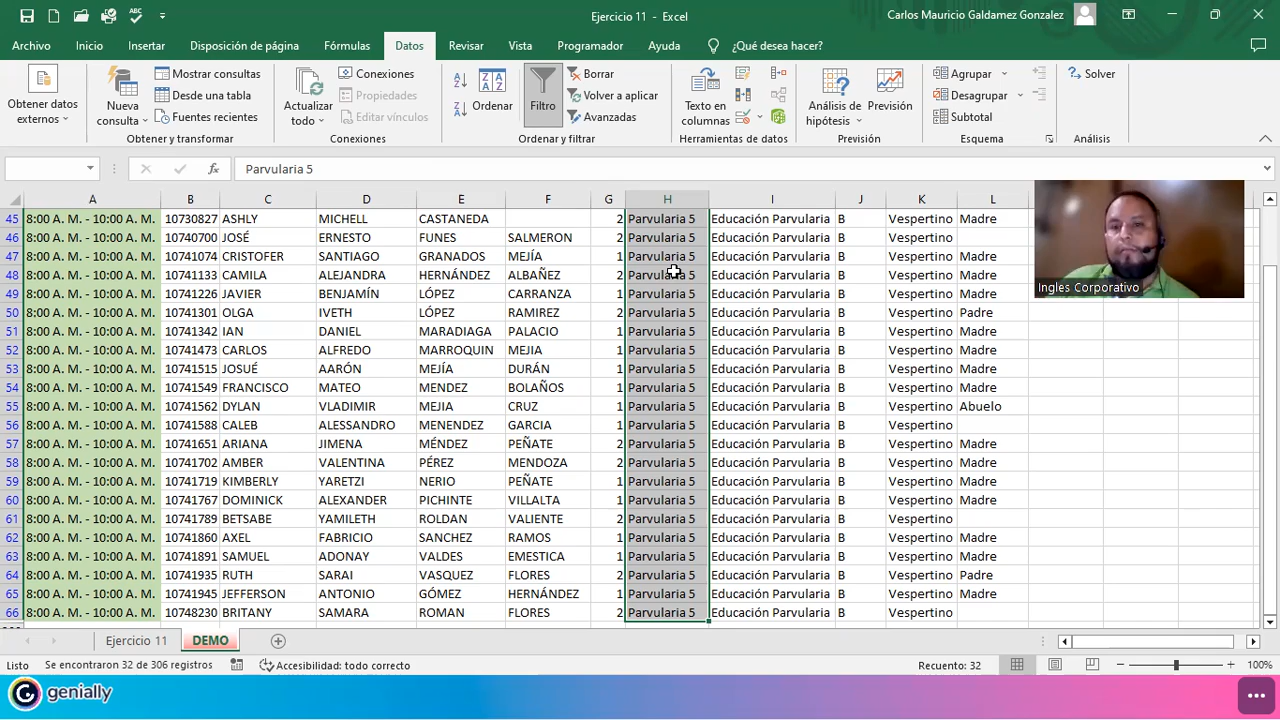 Ejercicio 11 - Excel
Carlos Mauricio Galdamez Gonzalez
Archivo Inicio Insertar Disposición de página Fórmulas Datos Revisar Vista Programador Ayuda ¿Qué desea hacer?
Obtener datos externos
Nueva consulta
Mostrar consultas
Desde una tabla
Fuentes recientes
Obtener y transformar
Actualizar todo
Conexiones
Propiedades
Editar vínculos
Conexiones
Ordenar
Filtro
Borrar
Volver a aplicar
Avanzadas
Ordenar y filtrar
Texto en columnas
Herramientas de datos
Análisis de hipótesis
Previsión
Previsión
Agrupar
Desagrupar
Subtotal
Esquema
Solver
Análisis
fx Parvularia 5
A B C D E F G H I J K L
45 8:00 A. M. - 10:00 A. M. 10730827 ASHLY MICHELL CASTANEDA 2 Parvularia 5 Educación Parvularia B Vespertino Madre
46 8:00 A. M. - 10:00 A. M. 10740700 JOSÉ ERNESTO FUNES SALMERON 2 Parvularia 5 Educación Parvularia B Vespertino
47 8:00 A. M. - 10:00 A. M. 10741074 CRISTOFER SANTIAGO GRANADOS MEJÍA 1 Parvularia 5 Educación Parvularia B Vespertino Madre
48 8:00 A. M. - 10:00 A. M. 10741133 CAMILA ALEJANDRA HERNÁNDEZ ALBAÑEZ 2 Parvularia 5 Educación Parvularia B Vespertino Madre
49 8:00 A. M. - 10:00 A. M. 10741226 JAVIER BENJAMÍN LÓPEZ CARRANZA 1 Parvularia 5 Educación Parvularia B Vespertino Madre
50 8:00 A. M. - 10:00 A. M. 10741301 OLGA IVETH LÓPEZ RAMIREZ 2 Parvularia 5 Educación Parvularia B Vespertino Padre
51 8:00 A. M. - 10:00 A. M. 10741342 IAN DANIEL MARADIAGA PALACIO 1 Parvularia 5 Educación Parvularia B Vespertino Madre
52 8:00 A. M. - 10:00 A. M. 10741473 CARLOS ALFREDO MARROQUIN MEJIA 1 Parvularia 5 Educación Parvularia B Vespertino Madre
53 8:00 A. M. - 10:00 A. M. 10741515 JOSUÉ AARÓN MEJÍA DURÁN 1 Parvularia 5 Educación Parvularia B Vespertino Madre
54 8:00 A. M. - 10:00 A. M. 10741549 FRANCISCO MATEO MENDEZ BOLAÑOS 1 Parvularia 5 Educación Parvularia B Vespertino Madre
55 8:00 A. M. - 10:00 A. M. 10741562 DYLAN VLADIMIR MEJIA CRUZ 1 Parvularia 5 Educación Parvularia B Vespertino Abuelo
56 8:00 A. M. - 10:00 A. M. 10741588 CALEB ALESSANDRO MENENDEZ GARCIA 1 Parvularia 5 Educación Parvularia B Vespertino
57 8:00 A. M. - 10:00 A. M. 10741651 ARIANA JIMENA MÉNDEZ PEÑATE 2 Parvularia 5 Educación Parvularia B Vespertino Madre
58 8:00 A. M. - 10:00 A. M. 10741702 AMBER VALENTINA PÉREZ MENDOZA 2 Parvularia 5 Educación Parvularia B Vespertino Madre
59 8:00 A. M. - 10:00 A. M. 10741719 KIMBERLY YARETZI NERIO PEÑATE 1 Parvularia 5 Educación Parvularia B Vespertino Madre
60 8:00 A. M. - 10:00 A. M. 10741767 DOMINICK ALEXANDER PICHINTE VILLALTA 1 Parvularia 5 Educación Parvularia B Vespertino Madre
61 8:00 A. M. - 10:00 A. M. 10741789 BETSABE YAMILETH ROLDAN VALIENTE 2 Parvularia 5 Educación Parvularia B Vespertino
62 8:00 A. M. - 10:00 A. M. 10741860 AXEL FABRICIO SANCHEZ RAMOS 1 Parvularia 5 Educación Parvularia B Vespertino Madre
63 8:00 A. M. - 10:00 A. M. 10741891 SAMUEL ADONAY VALDES EMESTICA 1 Parvularia 5 Educación Parvularia B Vespertino Madre
64 8:00 A. M. - 10:00 A. M. 10741935 RUTH SARAI VASQUEZ FLORES 2 Parvularia 5 Educación Parvularia B Vespertino Padre
65 8:00 A. M. - 10:00 A. M. 10741945 JEFFERSON ANTONIO GÓMEZ HERNÁNDEZ 1 Parvularia 5 Educación Parvularia B Vespertino Madre
66 8:00 A. M. - 10:00 A. M. 10748230 BRITANY SAMARA ROMAN FLORES 2 Parvularia 5 Educación Parvularia B Vespertino
Ingles Corporativo
Ejercicio 11 DEMO
Listo Se encontraron 32 de 306 registros Accesibilidad: todo correcto Recuento: 32 100%
genially